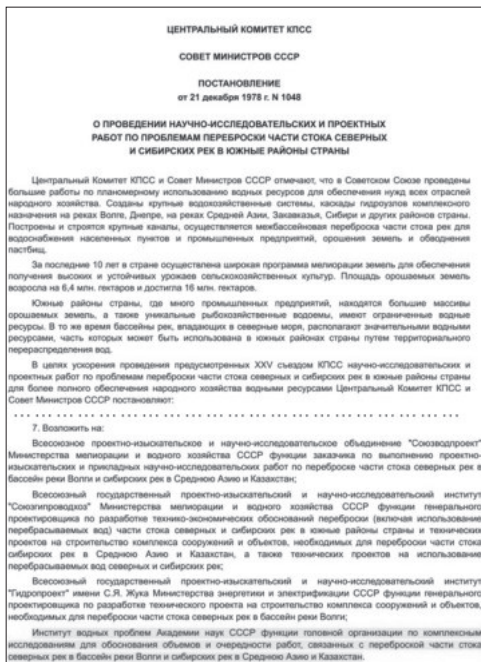 ЦЕНТРАЛЬНЫЙ КОМИТЕТ КПСС
СОВЕТ МИНИСТРОВ СССР
ПОСТАНОВЛЕНИЕ
от 21 декабря 1978 г. N 1048
О ПРОВЕДЕНИИ НАУЧНО-ИССЛЕДОВАТЕЛЬСКИХ И ПРОЕКТНЫХ
РАБОТ ПО ПРОБЛЕМАМ ПЕРЕБРОСКИ ЧАСТИ СТОКА СЕВЕРНЫХ
И СИБИРСКИХ РЕК В ЮЖНЫЕ РАЙОНЫ СТРАНЫ
Центральный Комитет КПСС и Совет Министров СССР отмечают, что в Советском Союзе проведены
большие работы по планомерному использованию водных ресурсов для обеспечения нужд всех отраслей
народного хозяйства. Созданы крупные водохозяйственные системы, каскады гидроузлов комплексного
назначения на реках Волге, Днепре, на реках Средней Азии, Закавказья, Сибири и других районов страны.
Построены и строятся крупные каналы, осуществляется межбассейновая переброска части стока рек для
водоснабжения населенных пунктов и промышленных предприятий, орошения земель и обводнения
пастбищ.
За последние 10 лет в стране осуществлена широкая программа мелиорации земель для обеспечения
получения высоких и устойчивых урожаев сельскохозяйственных культур. Площадь орошаемых земель
возросла на 6,4 млн. гектаров и достигла 16 млн. гектаров.
Южные районы страны, где много промышленных предприятий, находятся большие массивы
орошаемых земель, а также уникальные рыбохозяйственные водоемы, имеют ограниченные водные
ресурсы. В то же время бассейны рек, впадающих в северные моря, располагают значительными водными
ресурсами, часть которых может быть использована в южных районах страны путем территориального
перераспределения вод.
В целях ускорения проведения предусмотренных XXV съездом КПСС научно-исследовательских и
проектных работ по проблемам переброски части стока северных и сибирских рек в южные районы страны
для более полного обеспечения народного хозяйства водными ресурсами Центральный Комитет КПСС и
Совет Министров СССР постановляют:
. . . . . . . . . . . . . . . . . . . . . . . . . . . . . . . . . . . . . . . . . . . . . . . . . .
7. Возложить на:
Всесоюзное проектно-изыскательское и научно-исследовательское объединение "Союзводпроект"
Министерства мелиорации и водного хозяйства СССР функции заказчика по выполнению проектно-
изыскательских и прикладных научно-исследовательских работ по переброске части стока северных рек в
бассейн реки Волги и сибирских рек в Среднюю Азию и Казахстан;
Всесоюзный государственный проектно-изыскательский и научно-исследовательский институт
"Союзгипроводхоз" Министерства мелиорации и водного хозяйства СССР функции генерального
проектировщика по разработке технико-экономических обоснований переброски (включая использование
перебрасываемых вод) части стока северных и сибирских рек в южные районы страны и технических
проектов на строительство комплекса сооружений и объектов, необходимых для переброски части стока
сибирских рек в Среднюю Азию и Казахстан, а также технических проектов на использование
перебрасываемых вод северных и сибирских рек;
Всесоюзный государственный проектно-изыскательский и научно-исследовательский институт
"Гидропроект" имени С.Я. Жука Министерства энергетики и электрификации СССР функции генерального
проектировщика по разработке технического проекта на строительство комплекса сооружений и объектов,
необходимых для переброски части стока северных рек в бассейн реки Волги;
Институт водных проблем Академии наук СССР функции головной организации по комплексным
исследованиям для обоснования объемов и очередности работ, связанных с переброской части стока
северных рек в бассейн реки Волги и сибирских рек в Среднюю Азию и Казахстан.